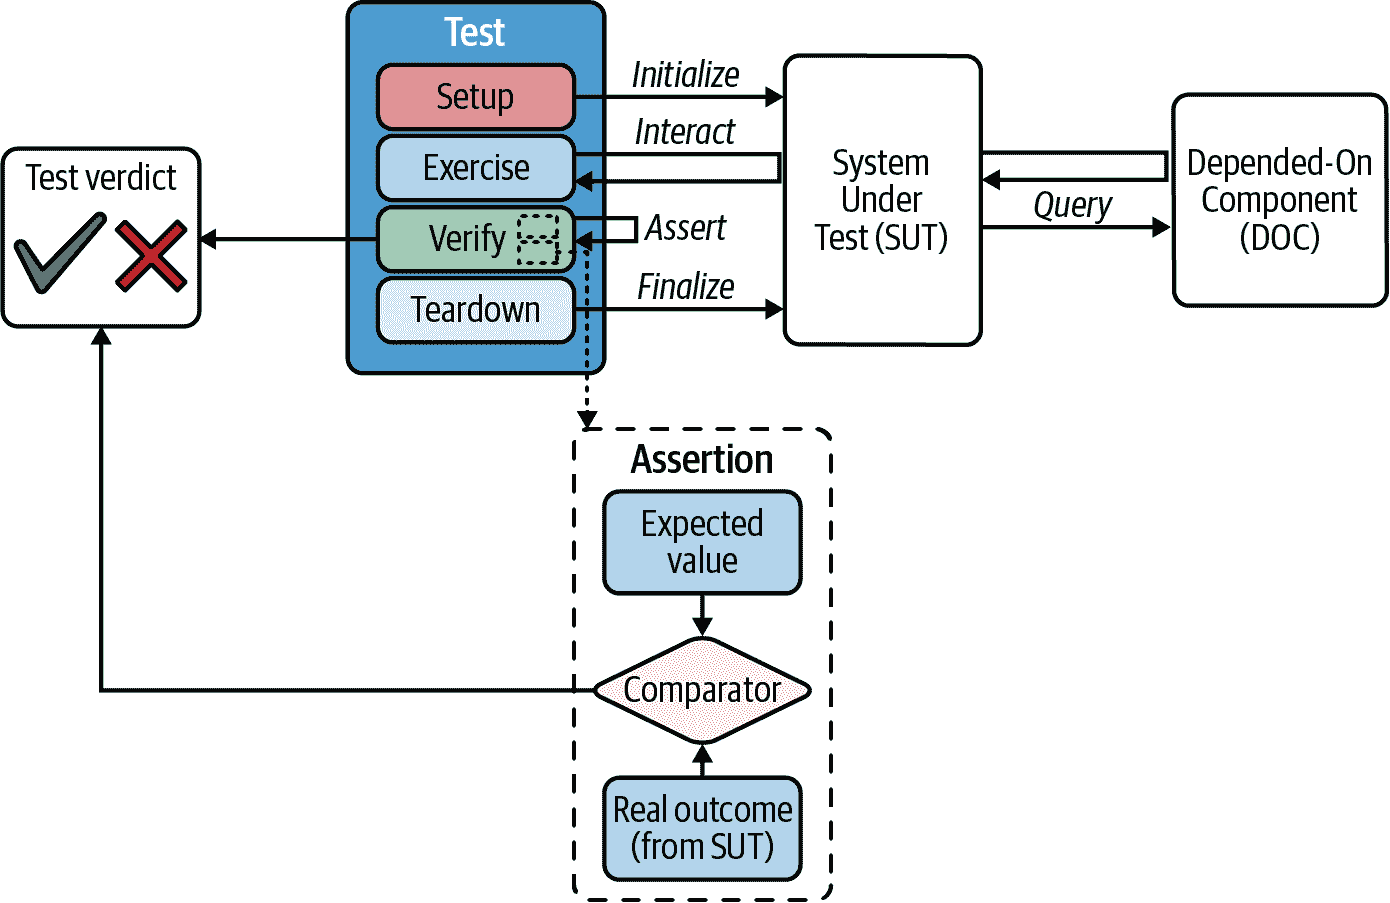 Test
Setup
Exercise
Verify
Teardown
Initialize
Interact
Assert
Finalize
System
Under
Test (SUT)
Query
Depended-On
Component
(DOC)
Test verdict
Assertion
Expected
value
Comparator
Real outcome
(from SUT)